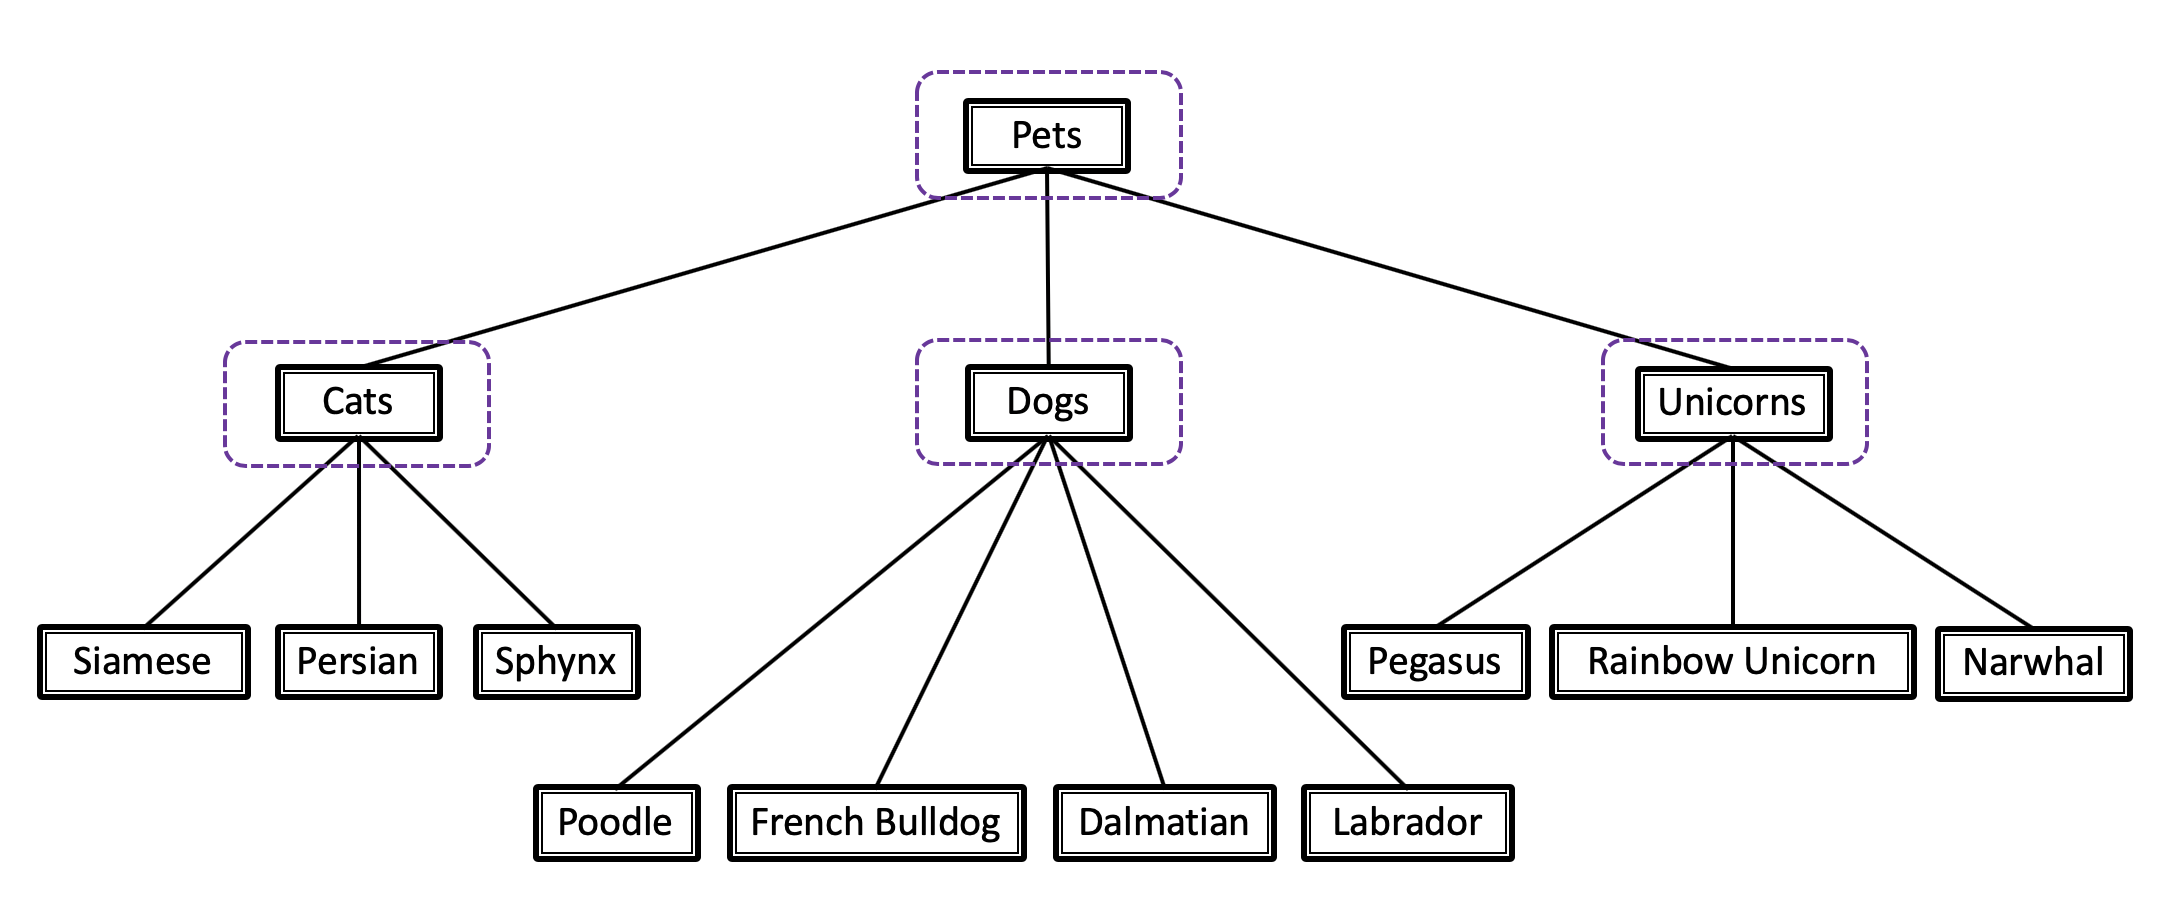 Pets
Cats
Dogs
Unicorns
Siamese
Persian
Sphynx
Pegasus
Rainbow Unicorn
Narwhal
Poodle
French Bulldog
Dalmatian
Labrador